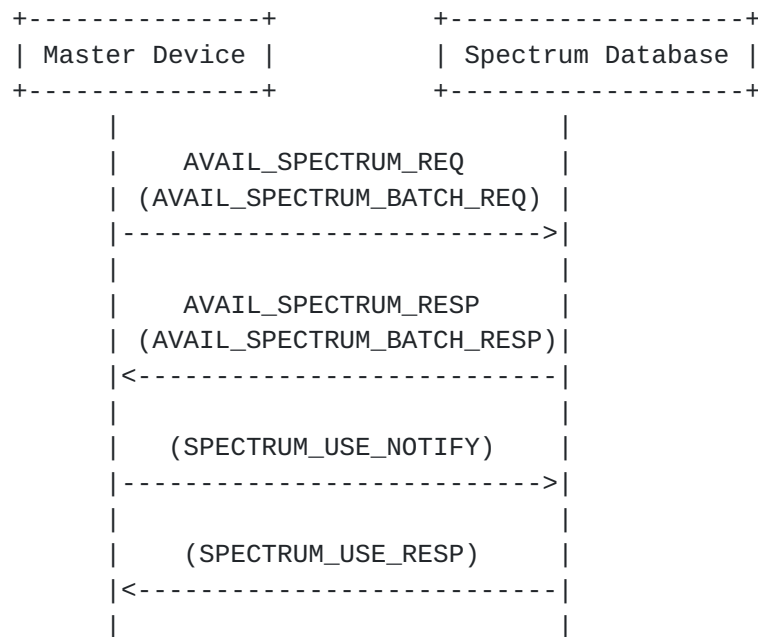 Master Device Spectrum Database
AVAIL_SPECTRUM_REQ
(AVAIL_SPECTRUM_BATCH_REQ)
AVAIL_SPECTRUM_RESP
(AVAIL_SPECTRUM_BATCH_RESP)
(SPECTRUM_USE_NOTIFY)
(SPECTRUM_USE_RESP)